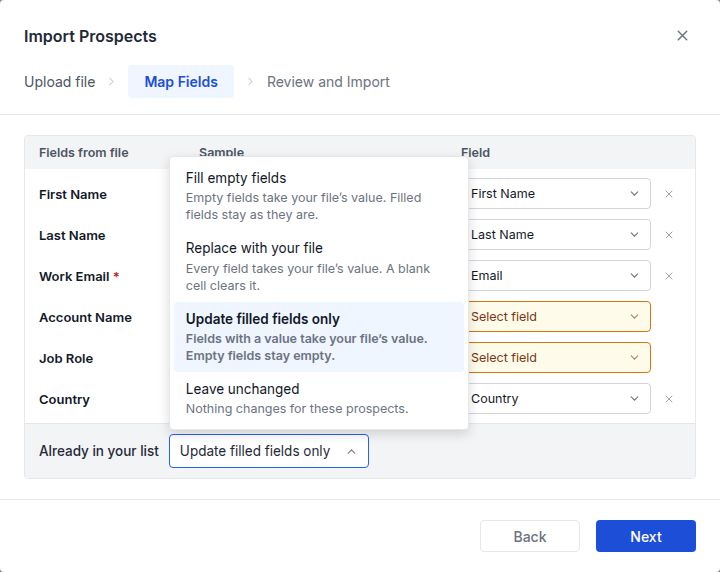 Import Prospects
Upload file
Map Fields
Review and Import
Fields from file
Sample
Field
First Name
First Name
Last Name
Last Name
Work Email *
Email
Account Name
Select field
Job Role
Select field
Country
Country
Fill empty fields
Empty fields take your file’s value. Filled
fields stay as they are.
Replace with your file
Every field takes your file’s value. A blank
cell clears it.
Update filled fields only
Fields with a value take your file’s value.
Empty fields stay empty.
Leave unchanged
Nothing changes for these prospects.
Already in your list
Update filled fields only
Back
Next